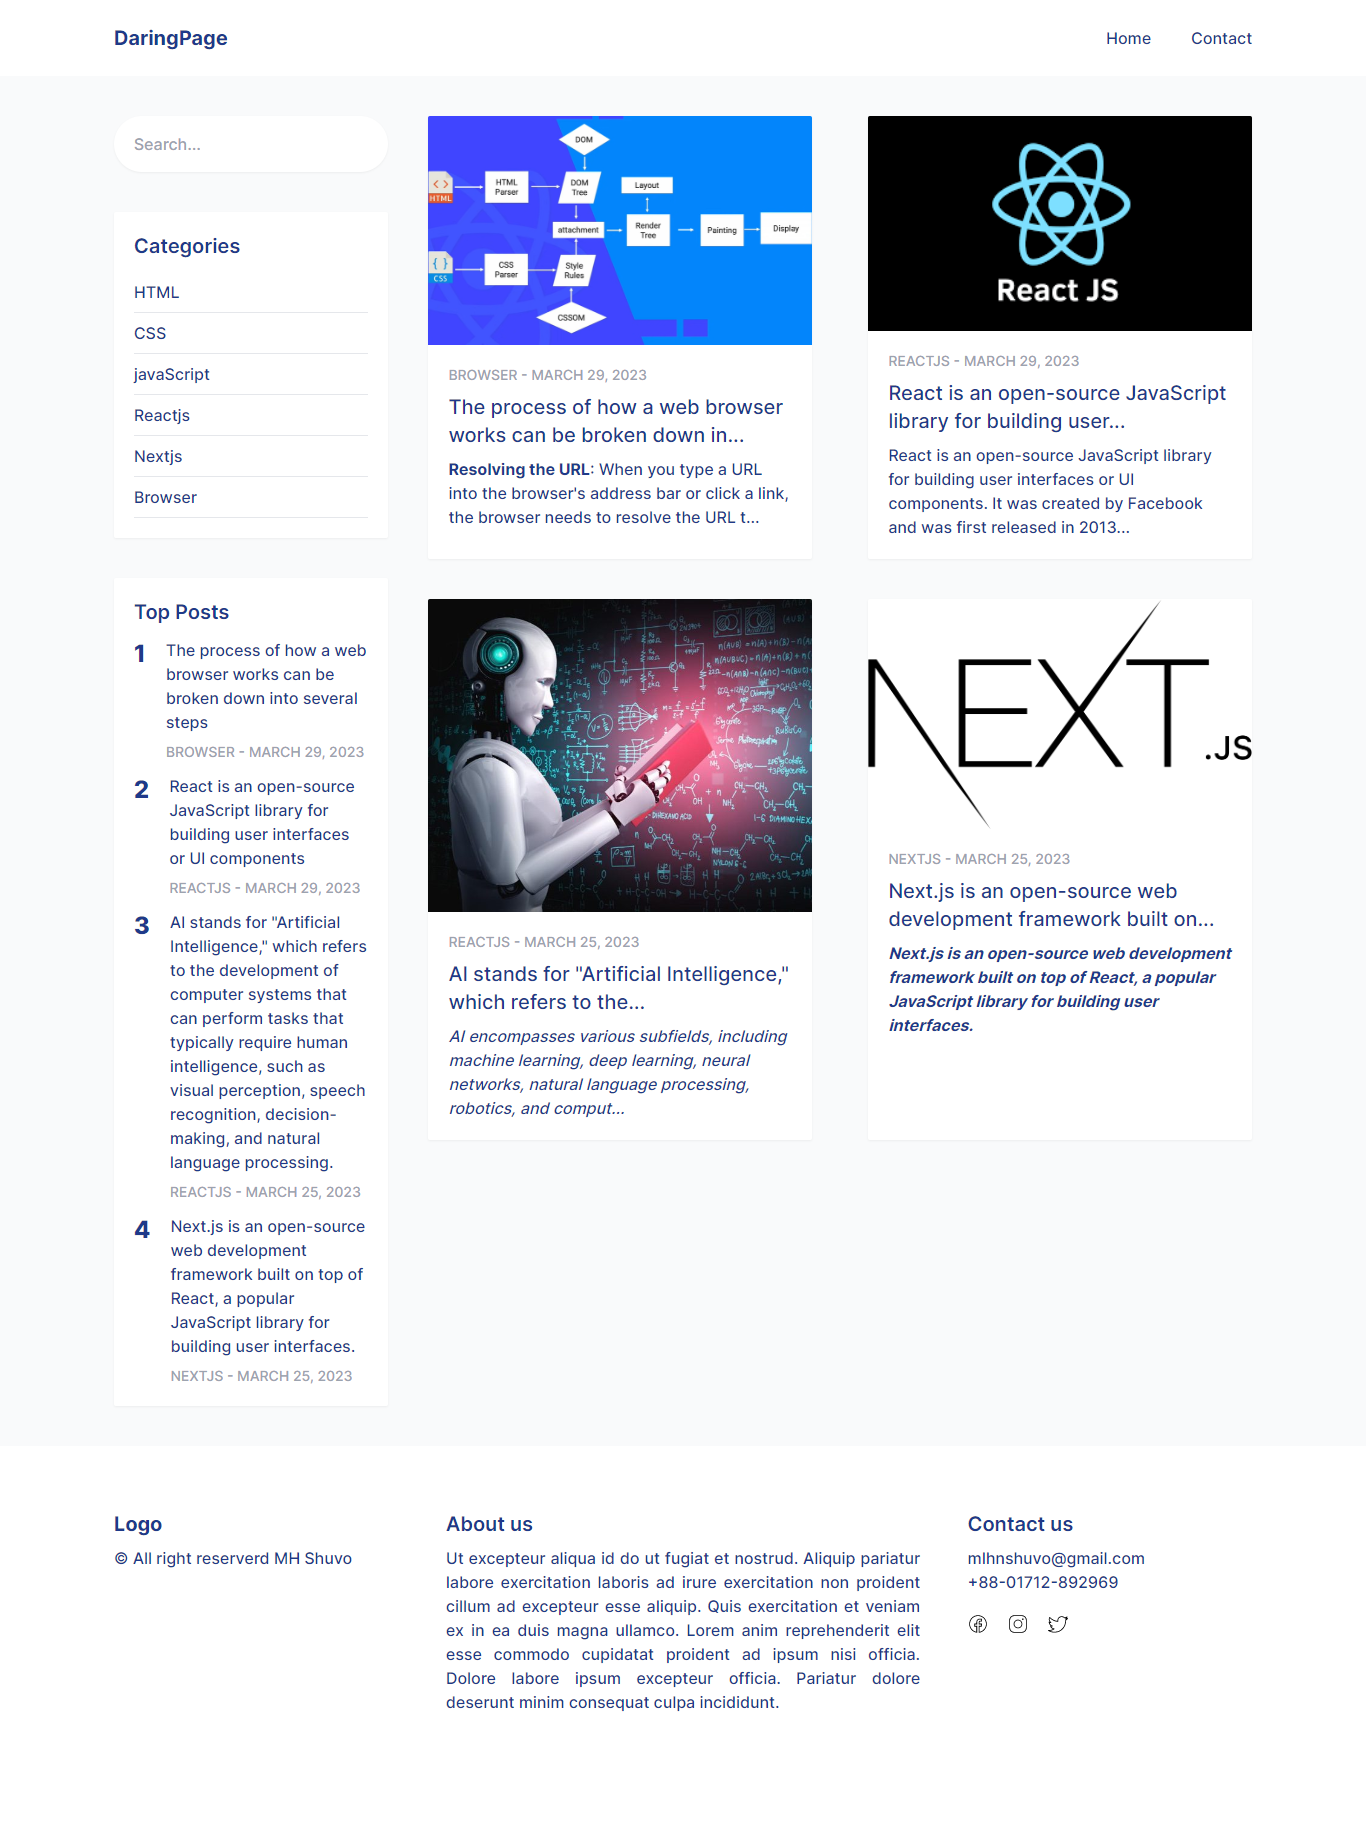 DaringPage
Home
Contact
Search...
Categories
HTML
CSS
javaScript
Reactjs
Nextjs
Browser
Top Posts
1
The process of how a web
browser works can be
broken down into several
steps
BROWSER - MARCH 29, 2023
2
React is an open-source
JavaScript library for
building user interfaces
or UI components
REACTJS - MARCH 29, 2023
3
AI stands for "Artificial
Intelligence," which refers
to the development of
computer systems that
can perform tasks that
typically require human
intelligence, such as
visual perception, speech
recognition, decision-
making, and natural
language processing.
REACTJS - MARCH 25, 2023
4
Next.js is an open-source
web development
framework built on top of
React, a popular
JavaScript library for
building user interfaces.
NEXTJS - MARCH 25, 2023
DOM
HTML
HTML
Parser
DOM
Tree
Layout
attachment
Render
Tree
Painting
Display
CSS
CSS
Parser
Style
Rules
CSSOM
BROWSER - MARCH 29, 2023
The process of how a web browser
works can be broken down in...
Resolving the URL: When you type a URL
into the browser's address bar or click a link,
the browser needs to resolve the URL t...
React JS
REACTJS - MARCH 29, 2023
React is an open-source JavaScript
library for building user...
React is an open-source JavaScript library
for building user interfaces or UI
components. It was created by Facebook
and was first released in 2013...
REACTJS - MARCH 25, 2023
AI stands for "Artificial Intelligence,"
which refers to the...
AI encompasses various subfields, including
machine learning, deep learning, neural
networks, natural language processing,
robotics, and comput...
NEXT.JS
NEXTJS - MARCH 25, 2023
Next.js is an open-source web
development framework built on...
Next.js is an open-source web development
framework built on top of React, a popular
JavaScript library for building user
interfaces.
Logo
© All right reserverd MH Shuvo
About us
Ut excepteur aliqua id do ut fugiat et nostrud. Aliquip pariatur
labore exercitation laboris ad irure exercitation non proident
cillum ad excepteur esse aliquip. Quis exercitation et veniam
ex in ea duis magna ullamco. Lorem anim reprehenderit elit
esse commodo cupidatat proident ad ipsum nisi officia.
Dolore labore ipsum excepteur officia. Pariatur dolore
deserunt minim consequat culpa incididunt.
Contact us
mlhnshuvo@gmail.com
+88-01712-892969